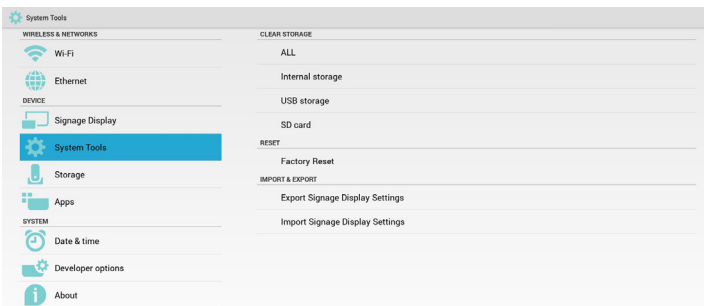 System Tools
WIRELESS & NETWORKS
Wi-Fi
Ethernet
DEVICE
Signage Display
System Tools
Storage
Apps
SYSTEM
Date & time
Developer options
About
CLEAR STORAGE
ALL
Internal storage
USB storage
SD card
RESET
Factory Reset
IMPORT & EXPORT
Export Signage Display Settings
Import Signage Display Settings